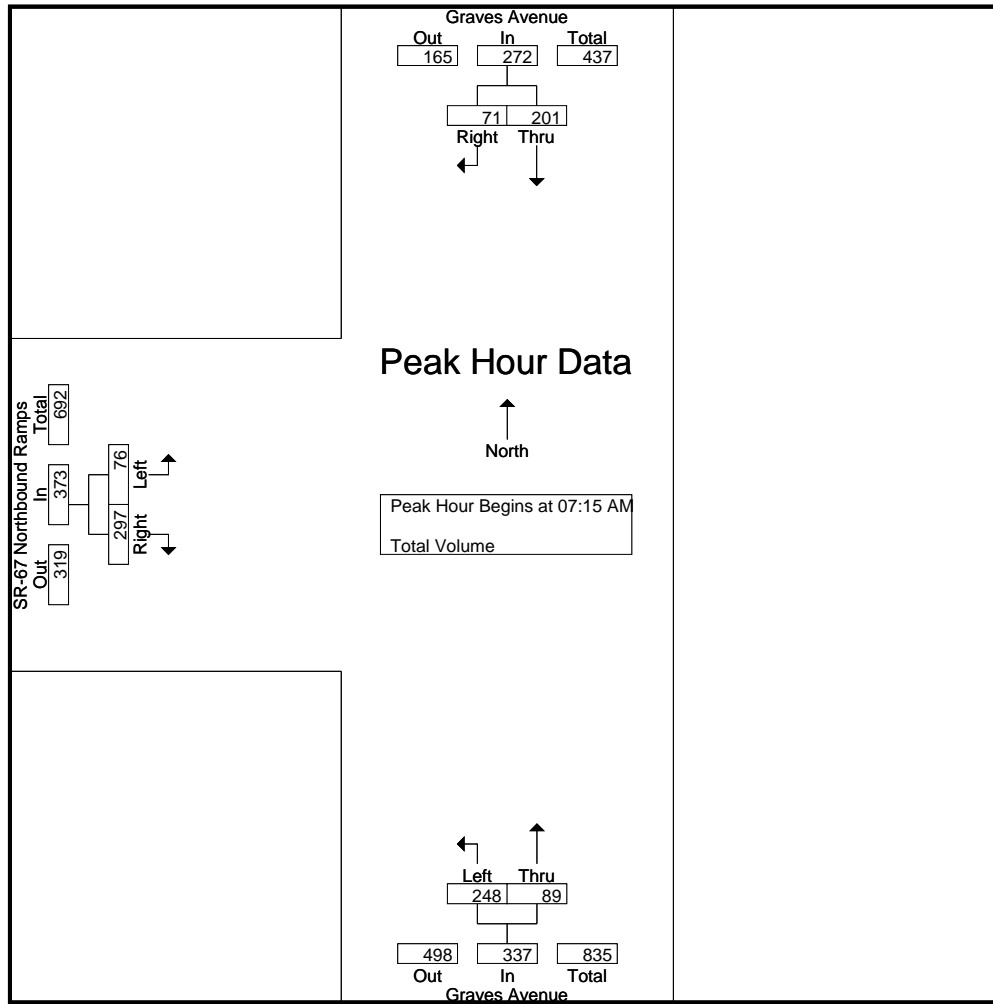 Graves Avenue
Out In Total
165 272 437
71 201
Right Thru
Peak Hour Data
North
Peak Hour Begins at 07:15 AM
Total Volume
SR-67 Northbound Ramps
Out In Total
319 373 692
297 76
Right Left
Left Thru
248 89
498 337 835
Out In Total
Graves Avenue